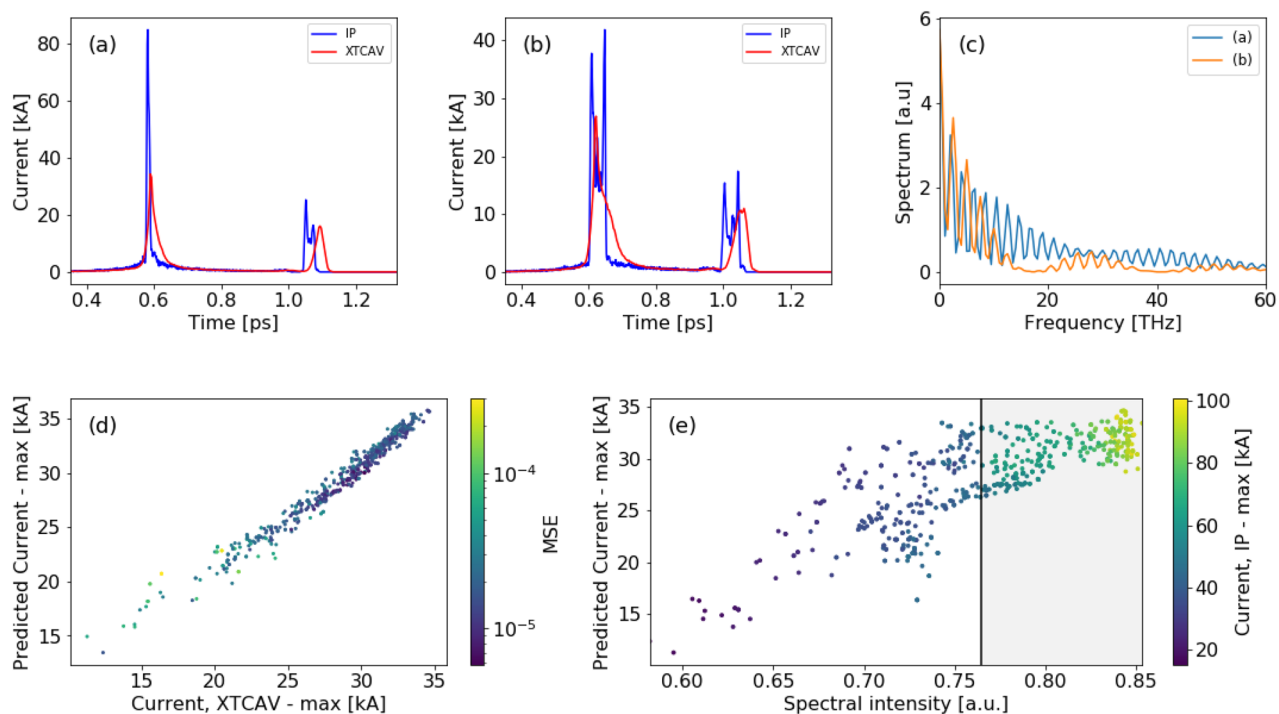 (a)
IP
XTCAV
80
60
40
20
0
Current [kA]
0.4 0.6 0.8 1.0 1.2
Time [ps]
(b)
IP
XTCAV
40
30
20
10
0
Current [kA]
0.4 0.6 0.8 1.0 1.2
Time [ps]
(c)
(a)
(b)
6
4
2
0
Spectrum [a.u]
0 20 40 60
Frequency [THz]
(d)
35
30
25
20
15
Predicted Current - max [kA]
15 20 25 30 35
Current, XTCAV - max [kA]
10⁻⁴
10⁻⁵
MSE
(e)
35
30
25
20
15
Predicted Current - max [kA]
0.60 0.65 0.70 0.75 0.80 0.85
Spectral intensity [a.u.]
100
80
60
40
20
Current, IP - max [kA]